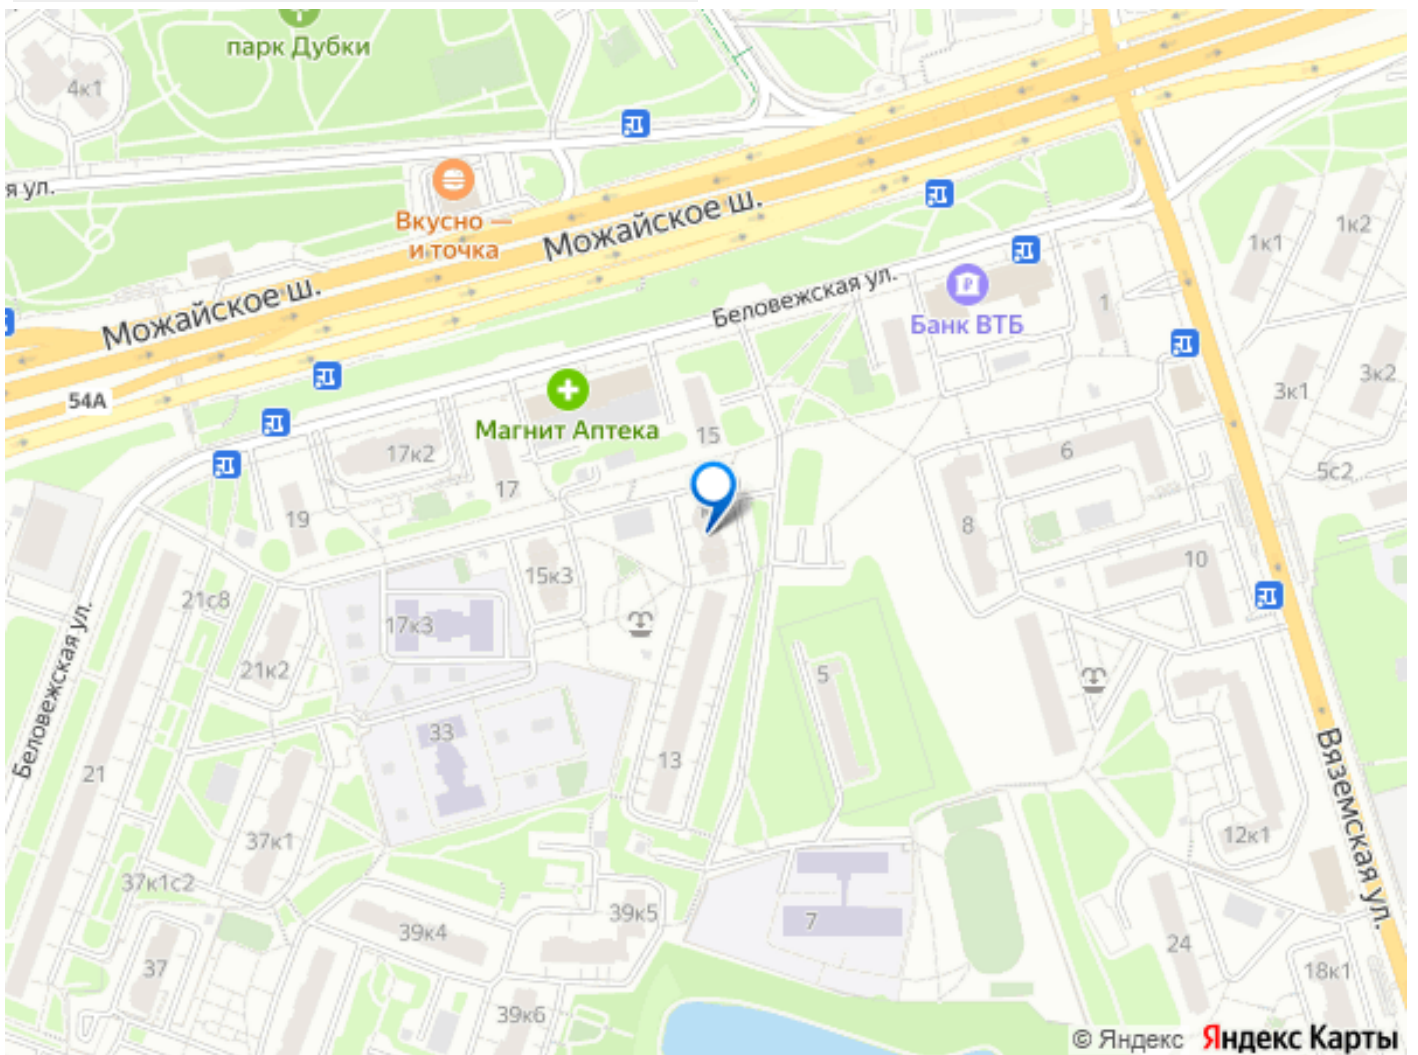 парк Дубки
4к1
я ул.
Вкусно —
и точка
Можайское ш.
1к1
1к2
Можайское ш.
Беловежская ул.
Банк ВТБ
1
54А
3к1
3к2
Магнит Аптека
15
17к2
17
6
5с2
19
8
15к3
10
21с8
17к3
21к2
5
33
13
21
Беловежская ул.
37к1
12к1
Вяземская ул.
37к1с2
39к4
39к5
7
24
37
18к1
39к6
© Яндекс Яндекс Карты